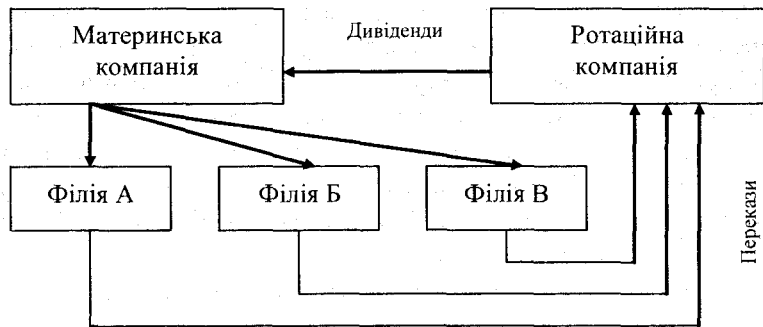 Материнська
компанія
Дивіденди
Ротаційна
компанія
Філія А
Філія Б
Філія В
Перекази